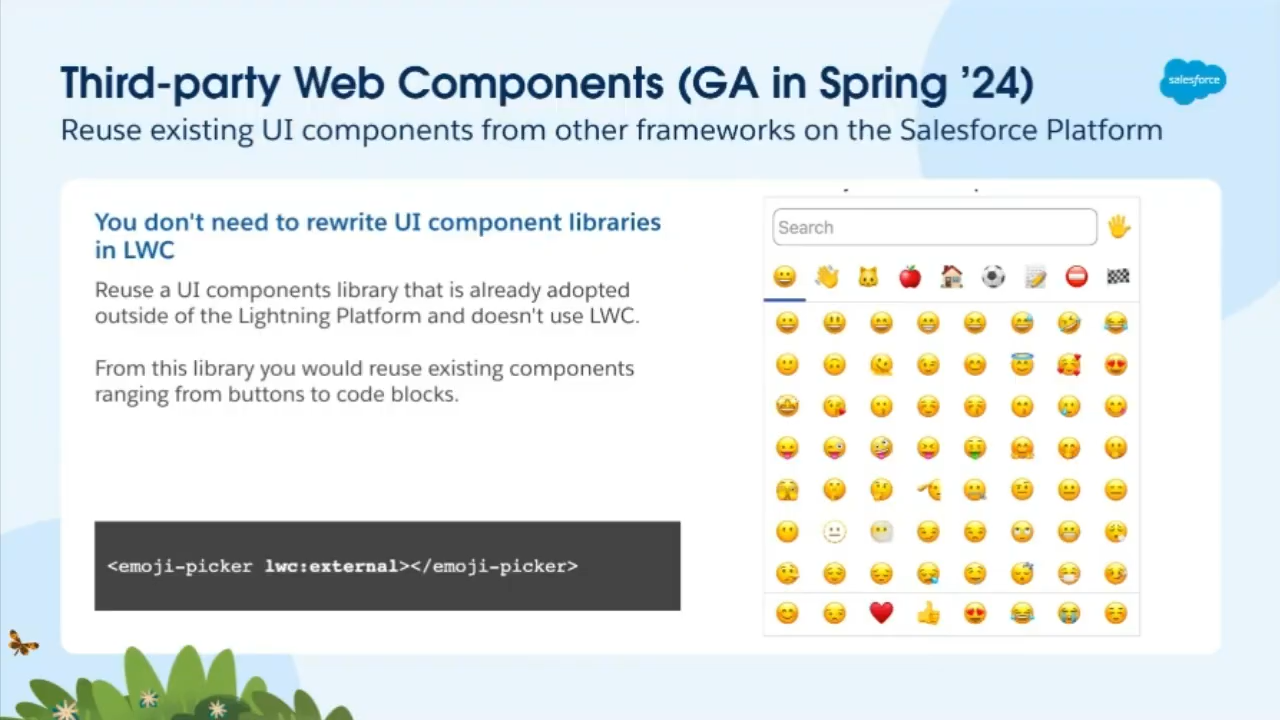 Third-party Web Components (GA in Spring ’24)
salesforce
Reuse existing UI components from other frameworks on the Salesforce Platform
You don't need to rewrite UI component libraries
in LWC
Reuse a UI components library that is already adopted
outside of the Lightning Platform and doesn't use LWC.
From this library you would reuse existing components
ranging from buttons to code blocks.
<emoji-picker lwc:external></emoji-picker>
Search